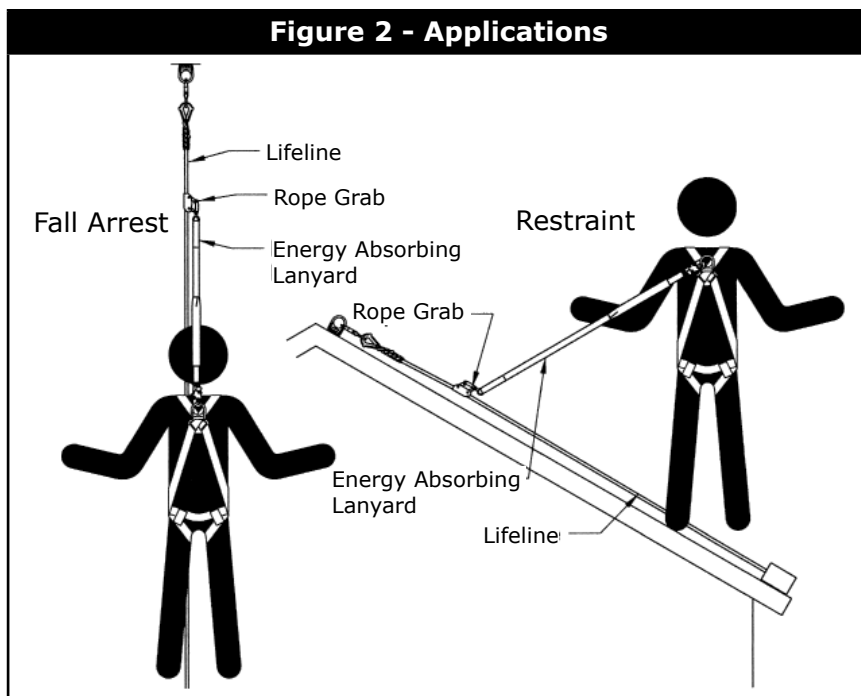 Figure 2 - Applications
Lifeline
Rope Grab
Fall Arrest
Energy Absorbing
Lanyard
Restraint
Rope Grab
Energy Absorbing
Lanyard
Lifeline